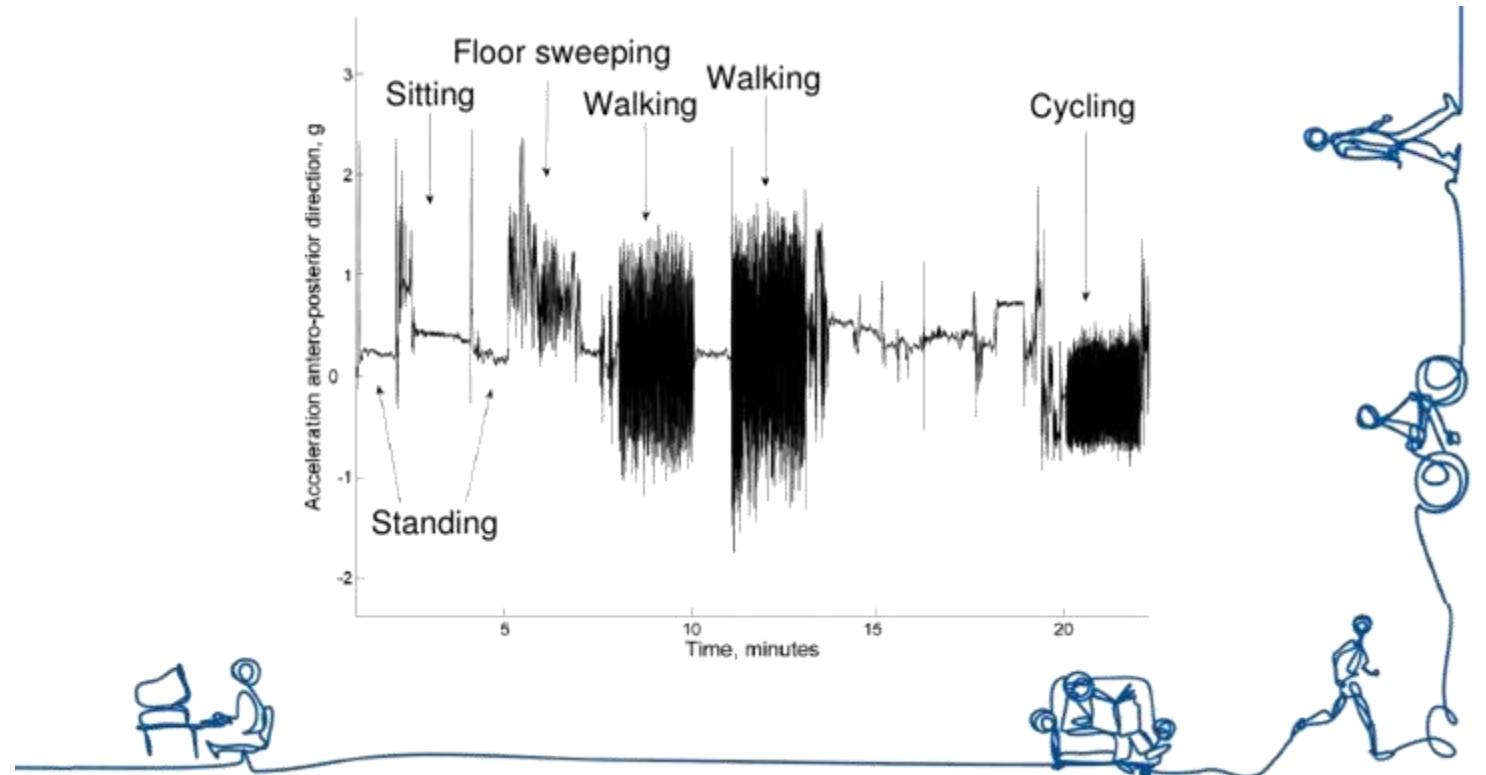 Floor sweeping
Walking
Sitting
Walking
Cycling
3
2
1
0
-1
-2
Acceleration antero-posterior direction, g
Standing
5
10
15
20
Time, minutes